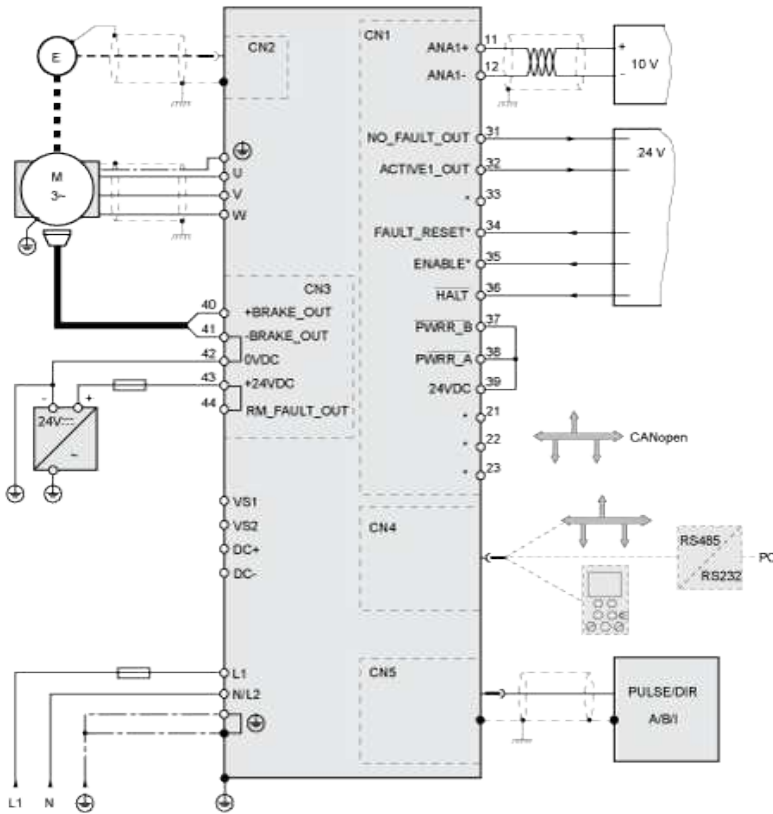 E
CN2
CN1
ANA1+ 11
ANA1- 12
+
10 V
-
NO_FAULT_OUT 31
24 V
ACTIVE1_OUT 32
* 33
FAULT_RESET* 34
ENABLE* 35
HALT 36
PWRR_B 37
PWRR_A 38
24VDC 39
* 21
* 22
* 23
CANopen
M
3~
U
V
W
CN3
40 +BRAKE_OUT
41 -BRAKE_OUT
42 0VDC
43 +24VDC
44 RM_FAULT_OUT
- +
24V
~
VS1
VS2
DC+
DC-
CN4
RS485
RS232
PC
L1
N/L2
CN5
PULSE/DIR
A/B/I
L1 N